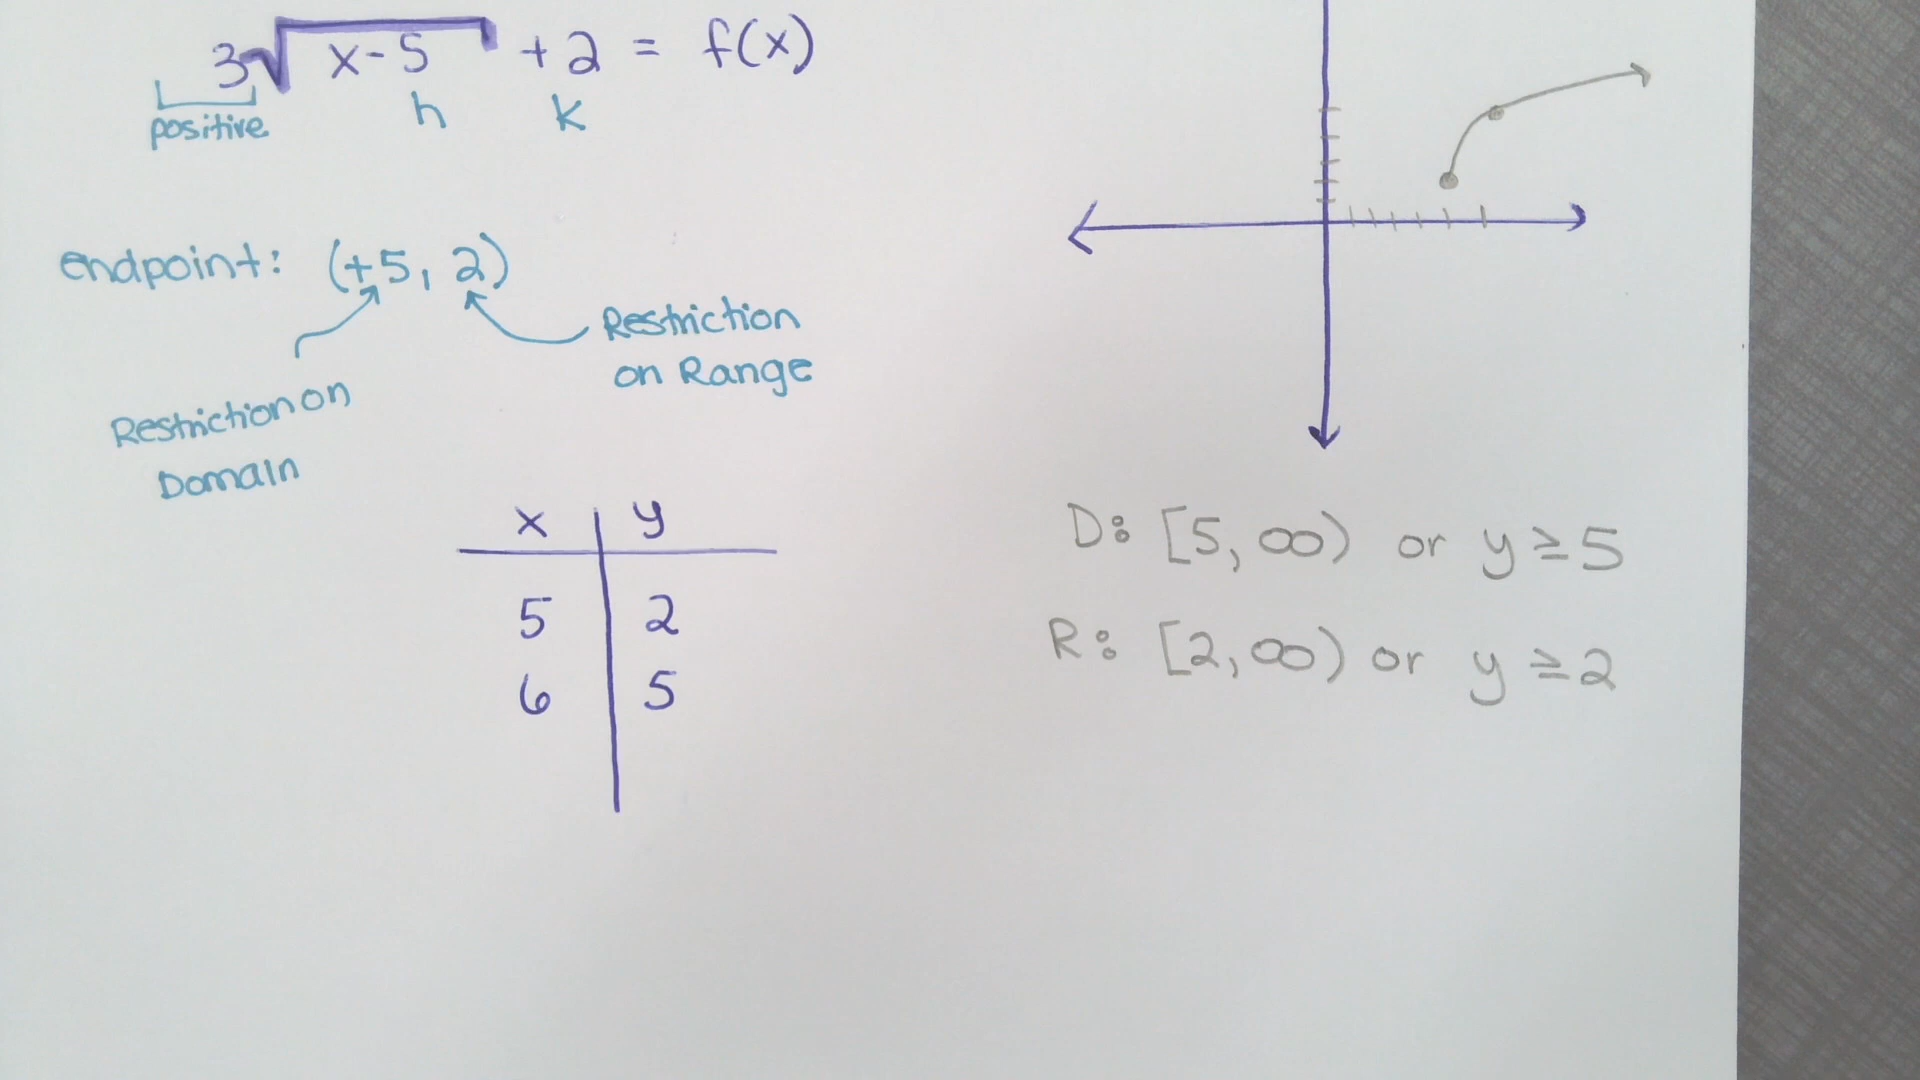 3√x-5 +2 = f(x)
positive h k
endpoint: (+5, 2)
Restriction on Range
Restriction on
Domain
x y
5 2
6 5
D: [5, ∞) or y ≥ 5
R: [2, ∞) or y ≥ 2